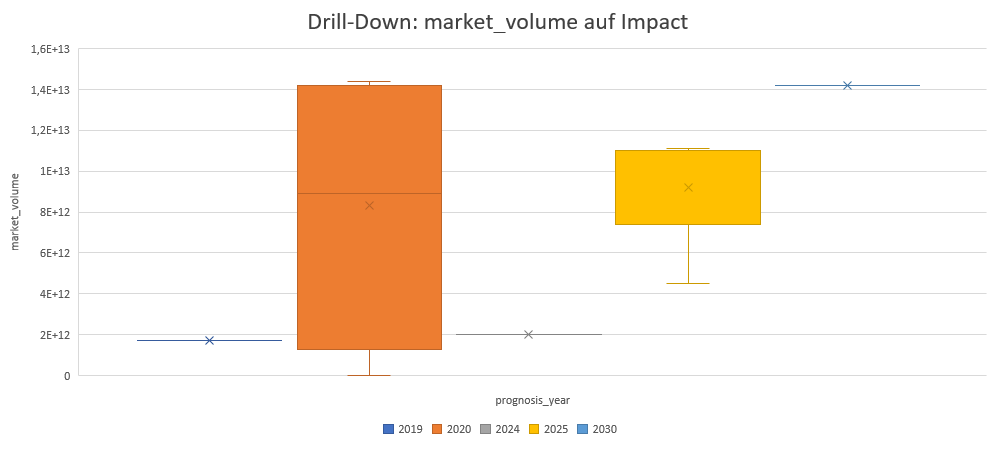 Drill-Down: market_volume auf Impact
1,6E+13
1,4E+13
1,2E+13
1E+13
8E+12
6E+12
4E+12
2E+12
0
market_volume
prognosis_year
2019 2020 2024 2025 2030